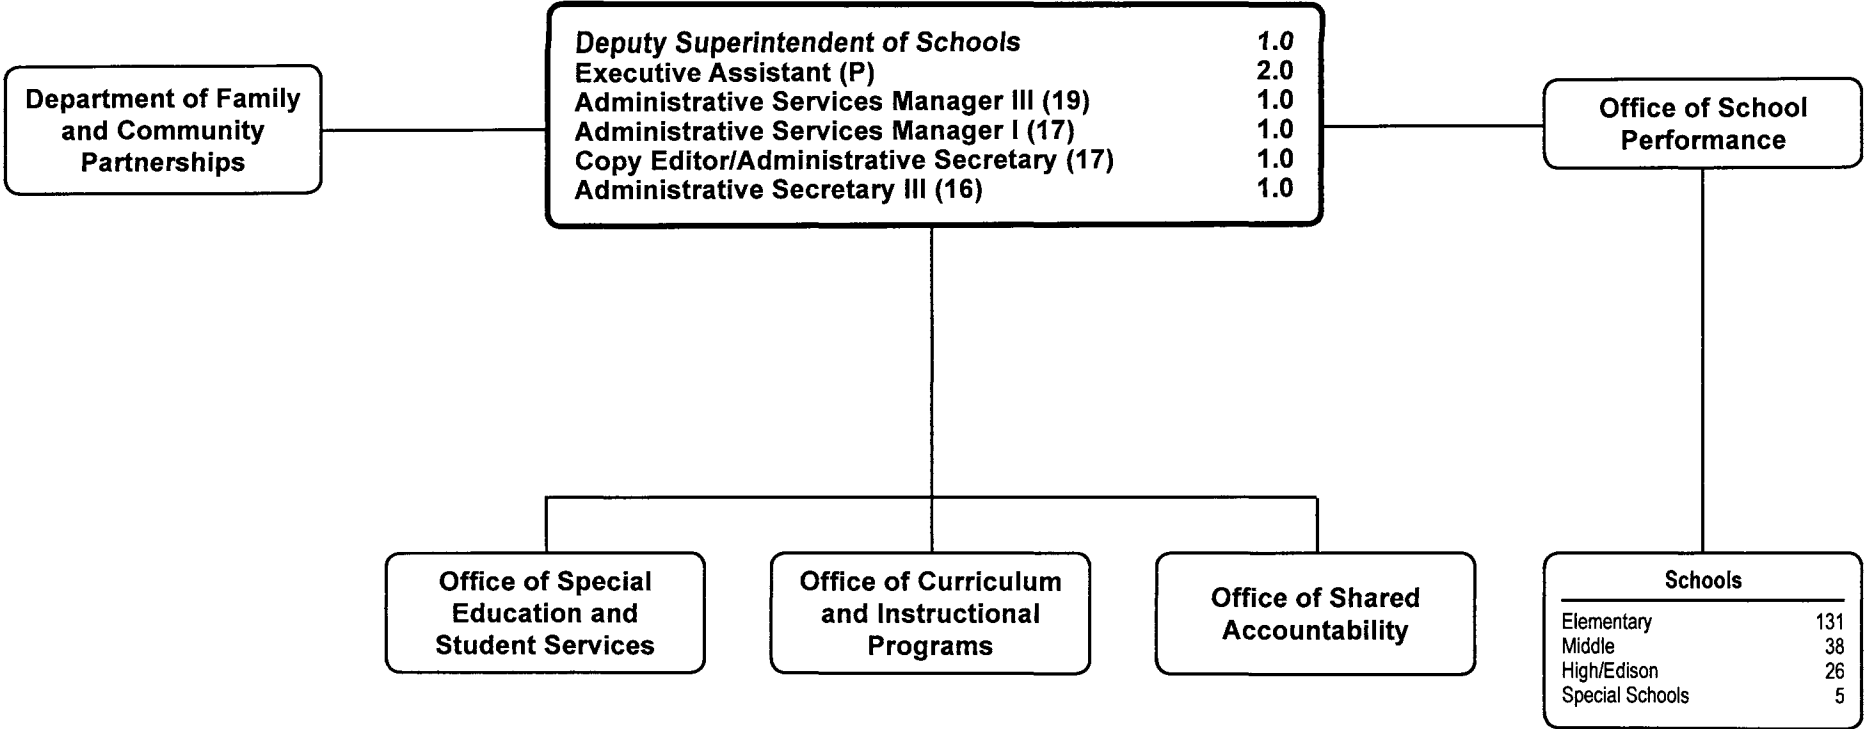 Deputy Superintendent of Schools 1.0
Executive Assistant (P) 2.0
Administrative Services Manager III (19) 1.0
Administrative Services Manager I (17) 1.0
Copy Editor/Administrative Secretary (17) 1.0
Administrative Secretary III (16) 1.0
Department of Family
and Community
Partnerships
Office of School
Performance
Office of Special
Education and
Student Services
Office of Curriculum
and Instructional
Programs
Office of Shared
Accountability
Schools
Elementary 131
Middle 38
High/Edison 26
Special Schools 5